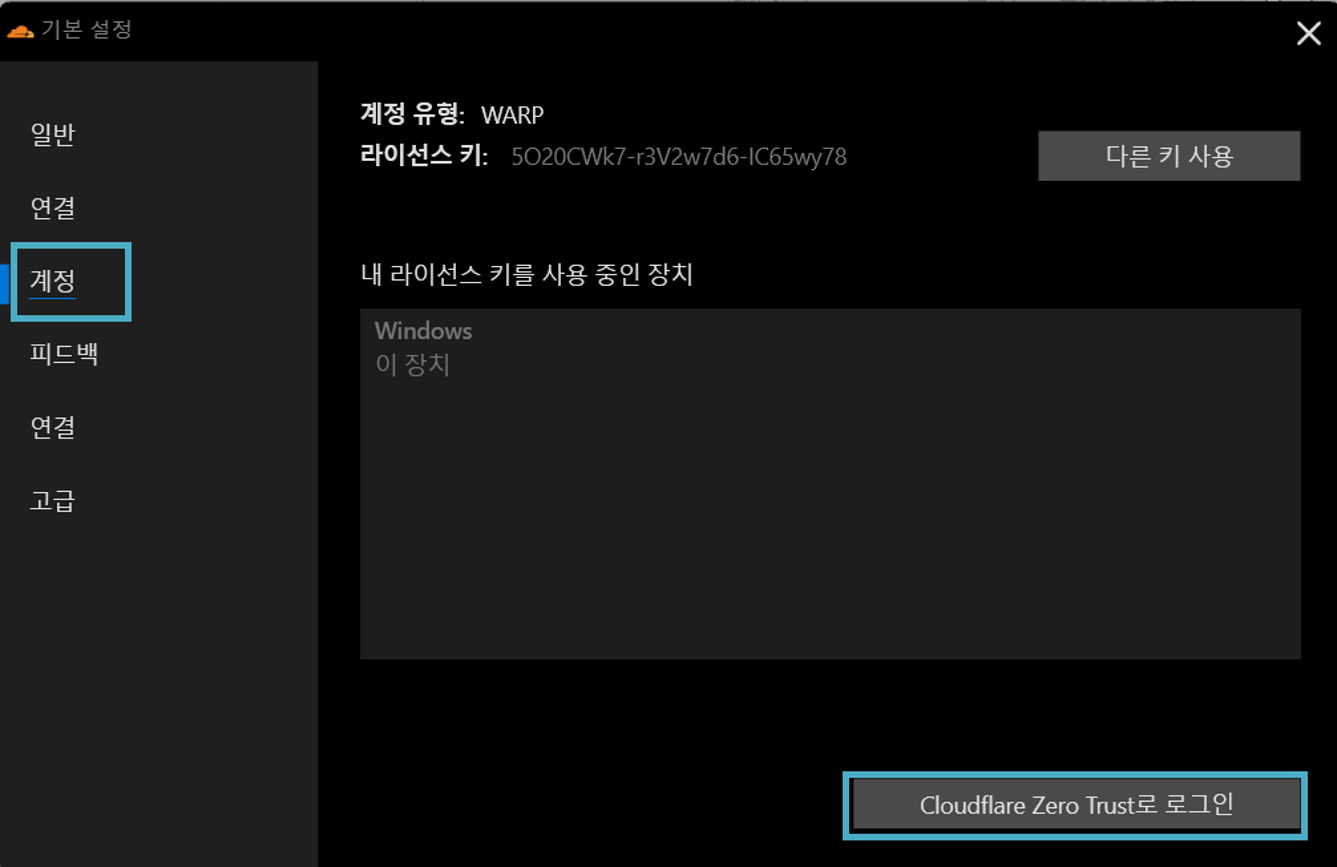 기본 설정
일반
연결
계정
피드백
연결
고급
계정 유형: WARP
라이선스 키: 5O20CWk7-r3V2w7d6-IC65wy78
다른 키 사용
내 라이선스 키를 사용 중인 장치
Windows
이 장치
Cloudflare Zero Trust로 로그인